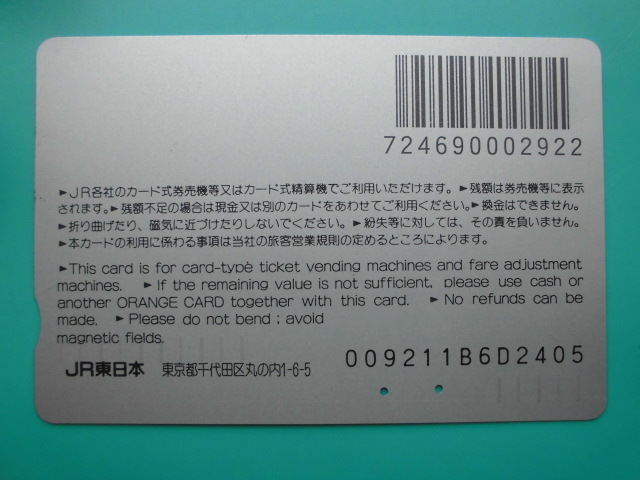 724690002922
►JR各社のカード式券売機等又はカード式精算機でご利用いただけます。►残額は券売機等に表示
されます。►残額不足の場合は現金又は別のカードをあわせてご利用ください。►換金はできません。
►折り曲げたり、磁気に近づけたりしないでください。►紛失等に対しては、その責を負いません。
►本カードの利用に係わる事項は当社の旅客営業規則の定めるところによります。
►This card is for card-type ticket vending machines and fare adjustment
machines. ►If the remaining value is not sufficient, please use cash or
another ORANGE CARD together with this card. ►No refunds can be
made. ►Please do not bend ; avoid
magnetic fields.
009211B6D2405
JR東日本 東京都千代田区丸の内1-6-5